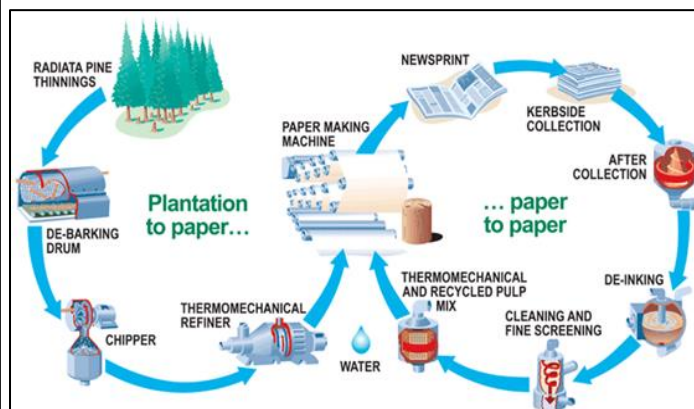 RADIATA PINE
THINNINGS
DE-BARKING
DRUM
CHIPPER
THERMOMECHANICAL
REFINER
Plantation
to paper...
PAPER MAKING
MACHINE
WATER
NEWSPRINT
KERBSIDE
COLLECTION
AFTER
COLLECTION
... paper
to paper
DE-INKING
CLEANING AND
FINE SCREENING
THERMOMECHANICAL
AND RECYCLED PULP
MIX